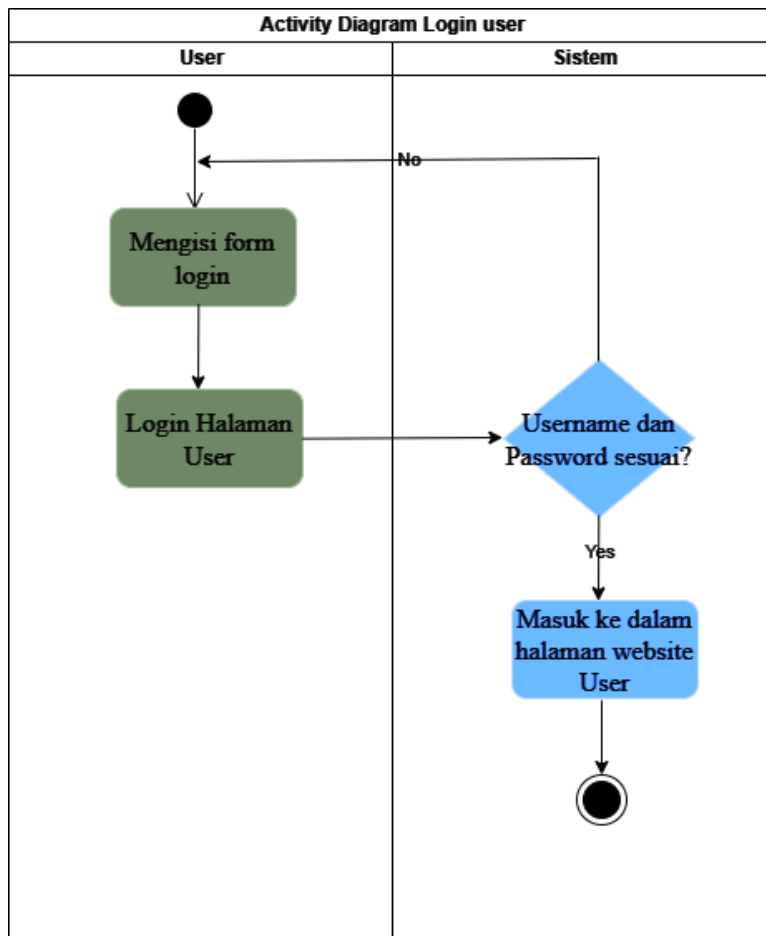 Activity Diagram Login user
User
Sistem
No
Mengisi form
login
Login Halaman
User
Username dan
Password sesuai?
Yes
Masuk ke dalam
halaman website
User